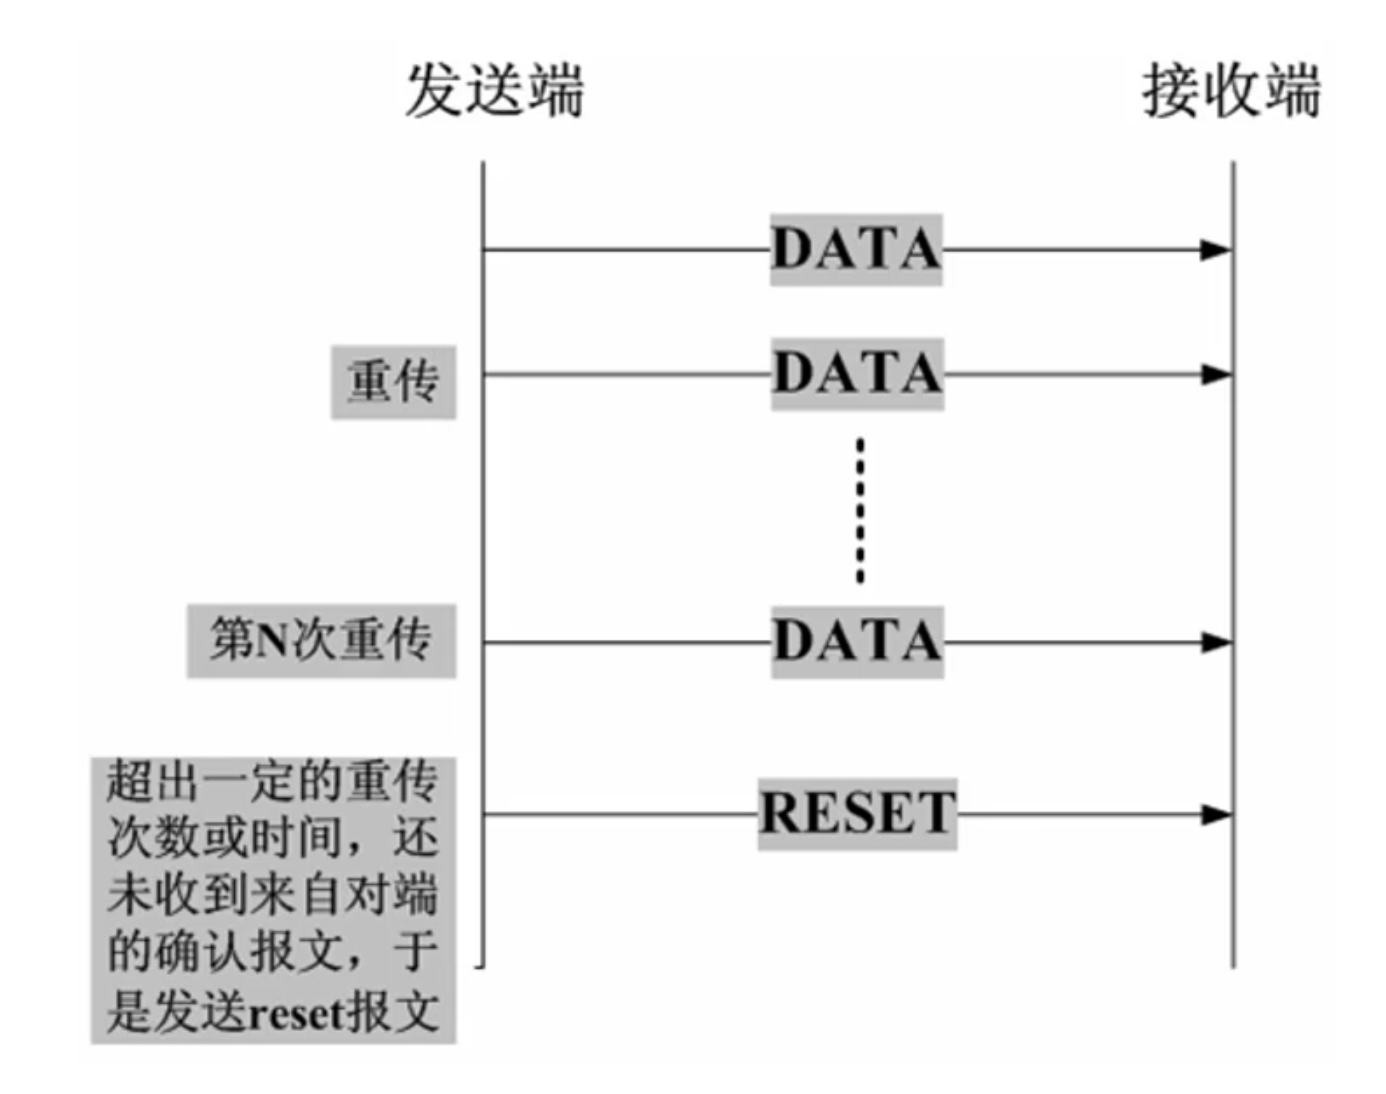 发送端
接收端
DATA
重传
DATA
第N次重传
DATA
超出一定的重传
次数或时间，还
未收到来自对端
的确认报文，于
是发送reset报文
RESET